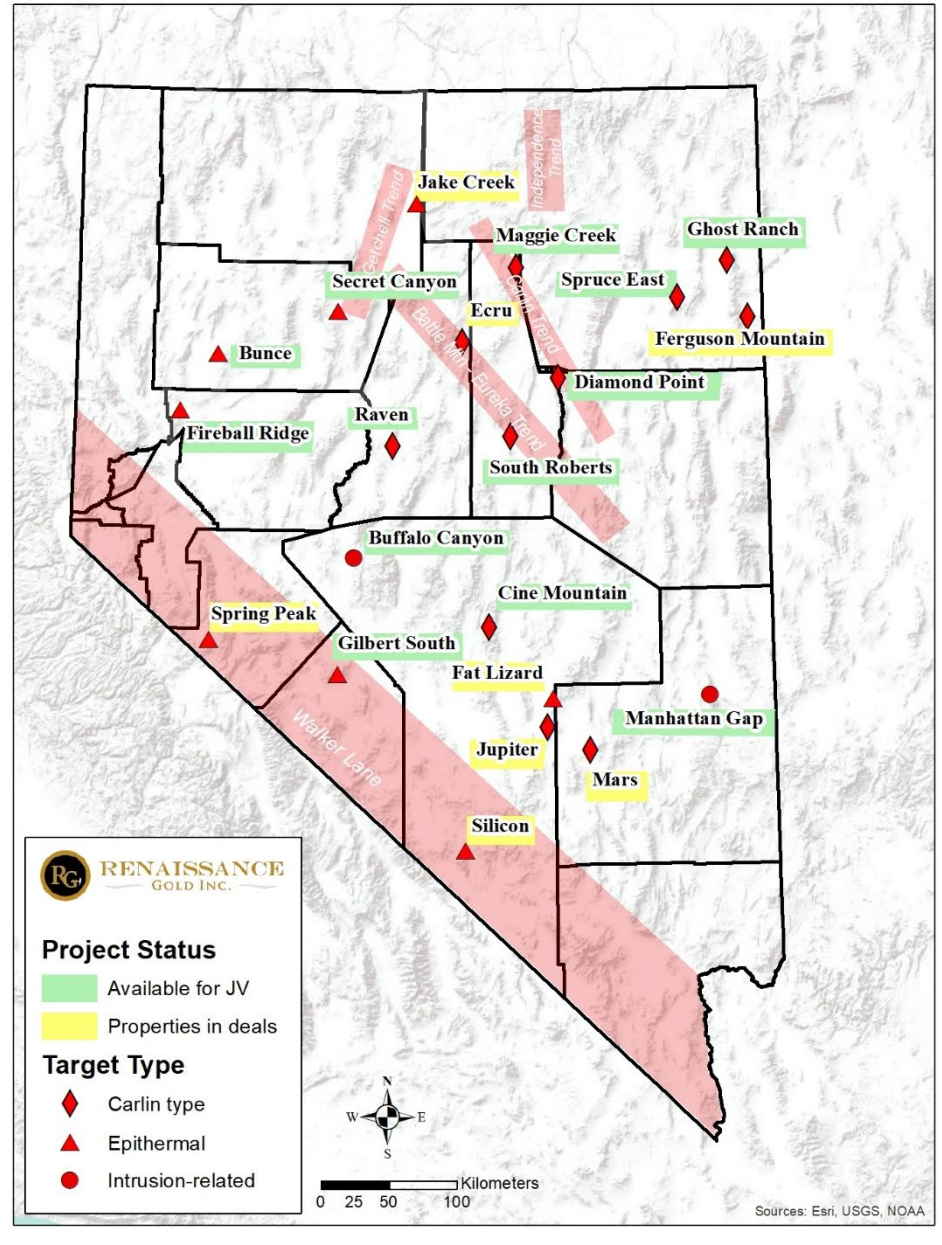 Independence
Trend
Jake Creek
Getchell Trend
Maggie Creek
Ghost Ranch
Secret Canyon
Spruce East
Carlin Trend
Ecru
Battle Mtn - Eureka Trend
Ferguson Mountain
Bunce
Diamond Point
Raven
Fireball Ridge
South Roberts
Buffalo Canyon
Cine Mountain
Spring Peak
Gilbert South
Fat Lizard
Manhattan Gap
Walker Lane
Jupiter
Mars
Silicon
RG
RENAISSANCE
GOLD INC.
Project Status
Available for JV
Properties in deals
Target Type
Carlin type
Epithermal
Intrusion-related
N
W E
S
Kilometers
0 25 50 100
Sources: Esri, USGS, NOAA